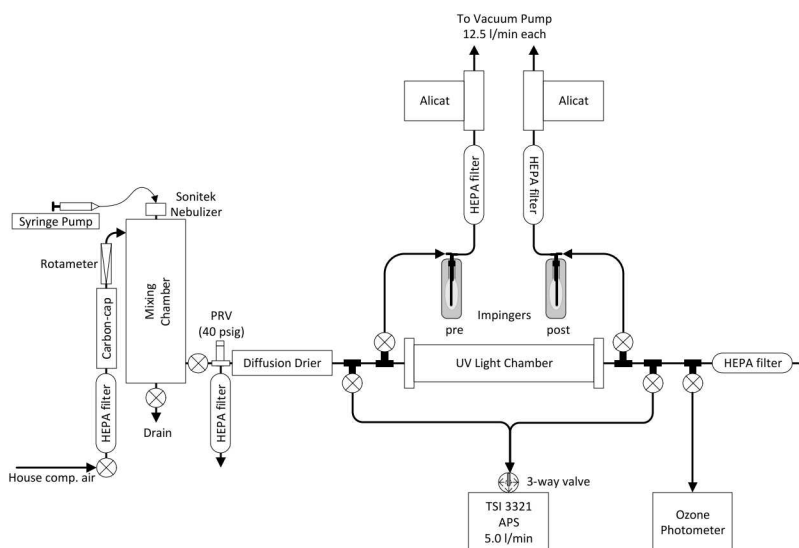 To Vacuum Pump
12.5 l/min each
Alicat
Alicat
HEPA filter
HEPA filter
Sonitek
Nebulizer
Syringe Pump
Rotameter
Mixing
Chamber
Carbon-cap
HEPA filter
House comp. air
Drain
PRV
(40 psig)
HEPA filter
Diffusion Drier
Impingers
pre
post
UV Light Chamber
HEPA filter
3-way valve
TSI 3321
APS
5.0 l/min
Ozone
Photometer